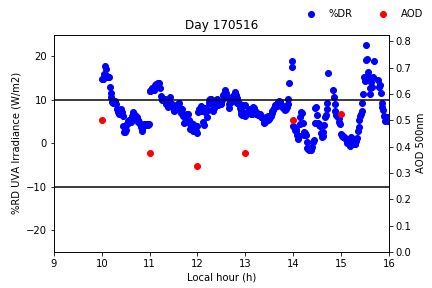 %DR AOD
Day 170516
%RD UVA Irradiance (W/m2)
20
10
0
−10
−20
0.8
0.7
0.6
0.5
0.4
0.3
0.2
0.1
0.0
AOD 500nm
9 10 11 12 13 14 15 16
Local hour (h)